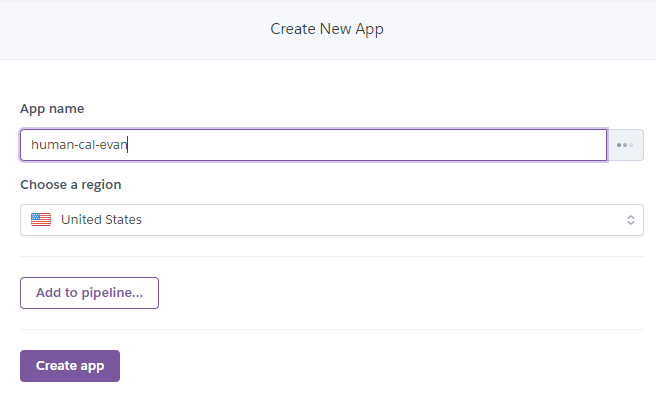 Create New App
App name
human-cal-evan
Choose a region
United States
Add to pipeline...
Create app